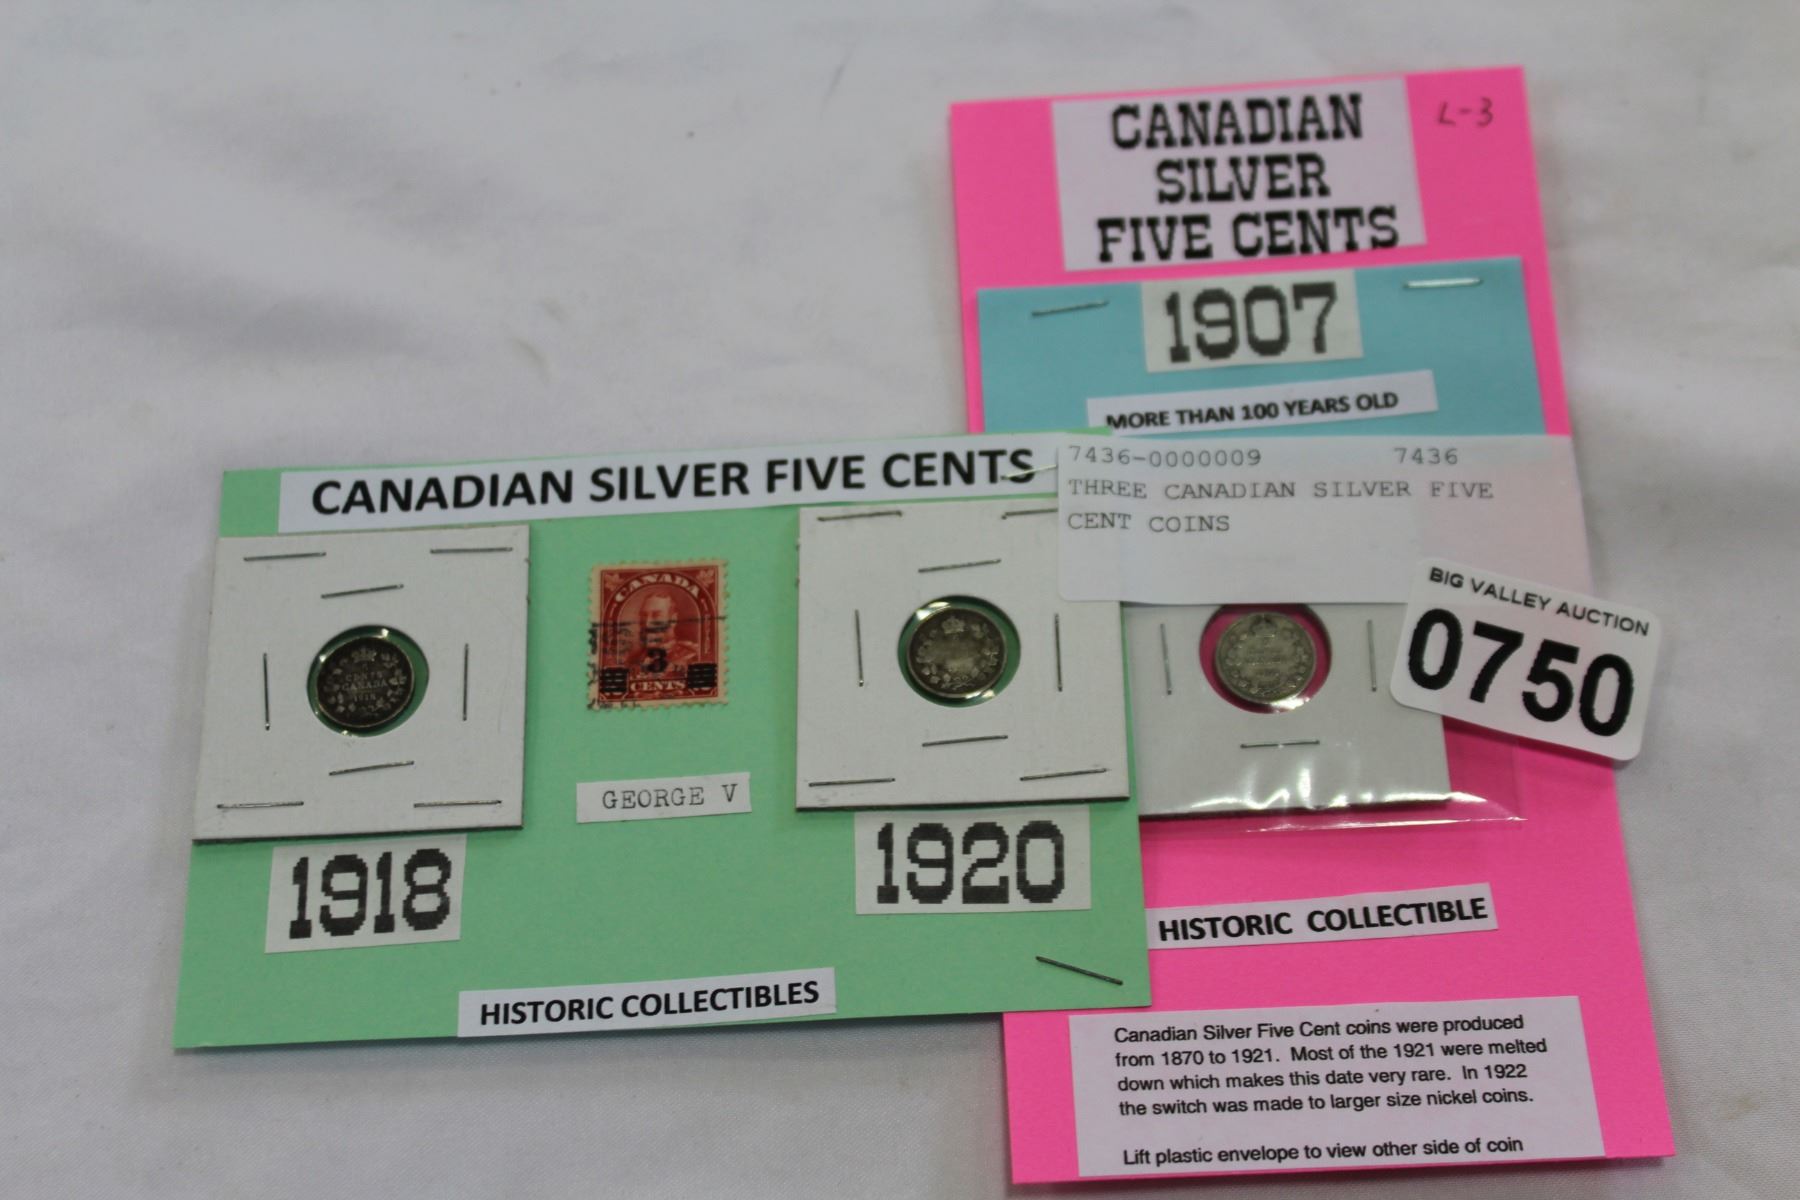 CANADIAN
SILVER
FIVE CENTS
L-3
1907
MORE THAN 100 YEARS OLD
7436-0000009 7436
THREE CANADIAN SILVER FIVE
CENT COINS
BIG VALLEY AUCTION
0750
CANADIAN SILVER FIVE CENTS
CENTS
CANADA
1918
CANADA
3
CENTS
GEORGE V
1918
1920
HISTORIC COLLECTIBLES
HISTORIC COLLECTIBLE
Canadian Silver Five Cent coins were produced
from 1870 to 1921. Most of the 1921 were melted
down which makes this date very rare. In 1922
the switch was made to larger size nickel coins.
Lift plastic envelope to view other side of coin